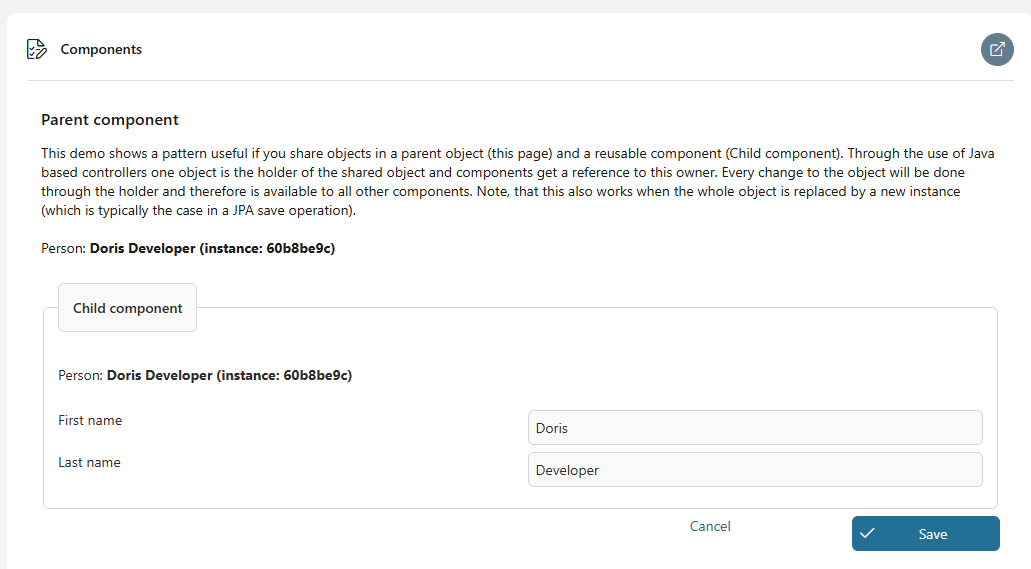 Components
Parent component
This demo shows a pattern useful if you share objects in a parent object (this page) and a reusable component (Child component). Through the use of Java
based controllers one object is the holder of the shared object and components get a reference to this owner. Every change to the object will be done
through the holder and therefore is available to all other components. Note, that this also works when the whole object is replaced by a new instance
(which is typically the case in a JPA save operation).
Person: Doris Developer (instance: 60b8be9c)
Child component
Person: Doris Developer (instance: 60b8be9c)
First name
Doris
Last name
Developer
Cancel
Save